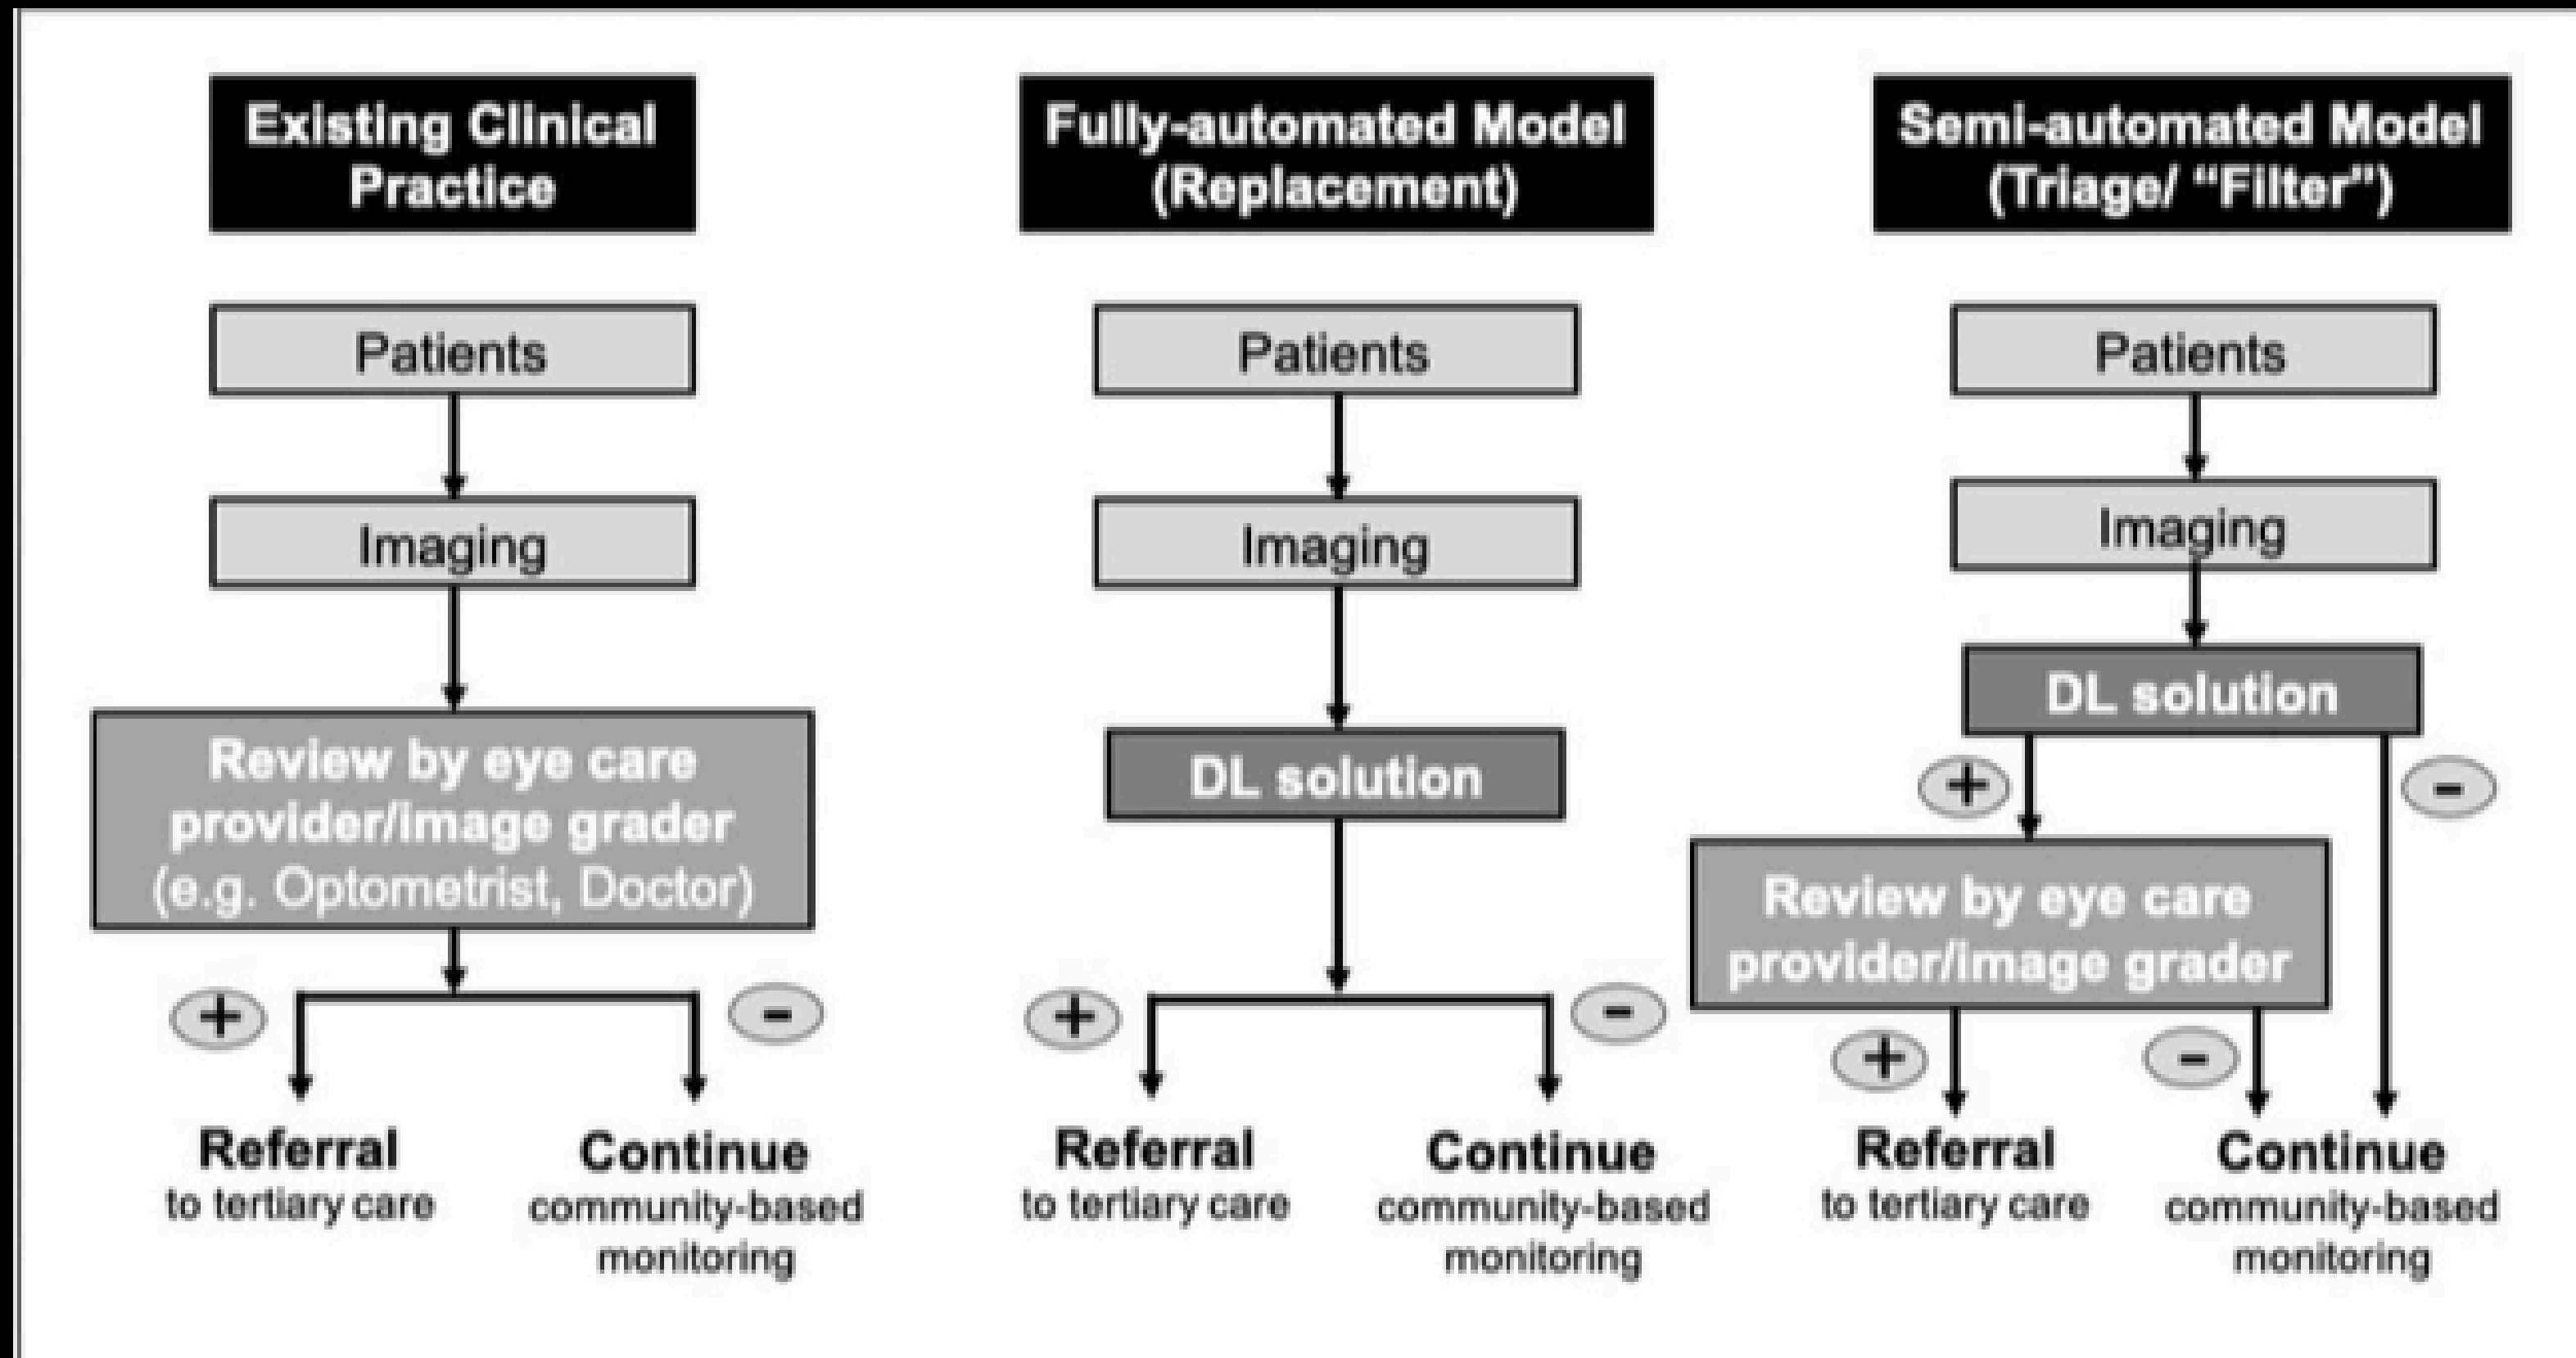 Existing Clinical
Practice
Patients
Imaging
Review by eye care
provider/image grader
(e.g. Optometrist, Doctor)
+
-
Referral
to tertiary care
Continue
community-based
monitoring
Fully-automated Model
(Replacement)
Patients
Imaging
DL solution
+
-
Referral
to tertiary care
Continue
community-based
monitoring
Semi-automated Model
(Triage/ “Filter”)
Patients
Imaging
DL solution
+
-
Review by eye care
provider/image grader
+
-
Referral
to tertiary care
Continue
community-based
monitoring